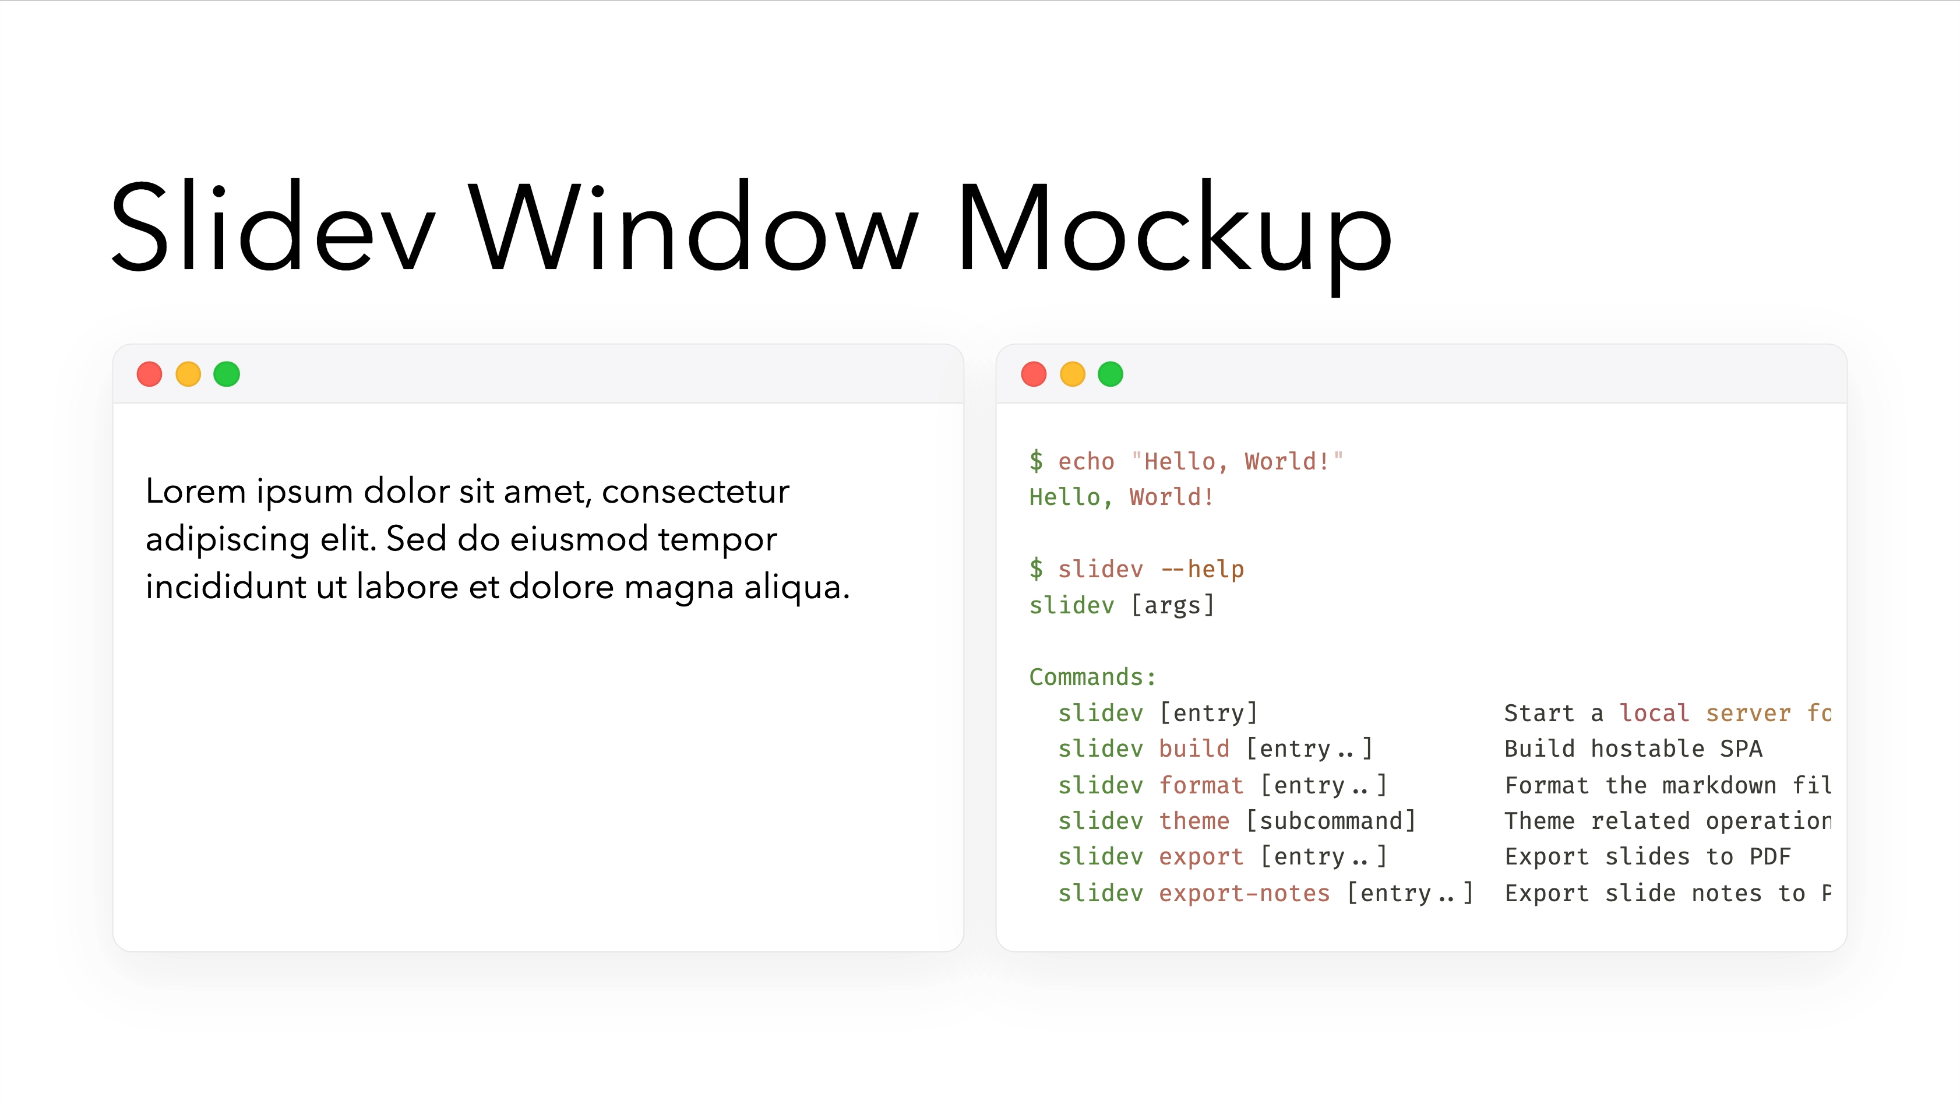 Slidev Window Mockup
Lorem ipsum dolor sit amet, consectetur
adipiscing elit. Sed do eiusmod tempor
incididunt ut labore et dolore magna aliqua.
$ echo "Hello, World!"
Hello, World!
$ slidev --help
slidev [args]
Commands:
slidev [entry] Start a local server fo
slidev build [entry..] Build hostable SPA
slidev format [entry..] Format the markdown fil
slidev theme [subcommand] Theme related operation
slidev export [entry..] Export slides to PDF
slidev export-notes [entry..] Export slide notes to P